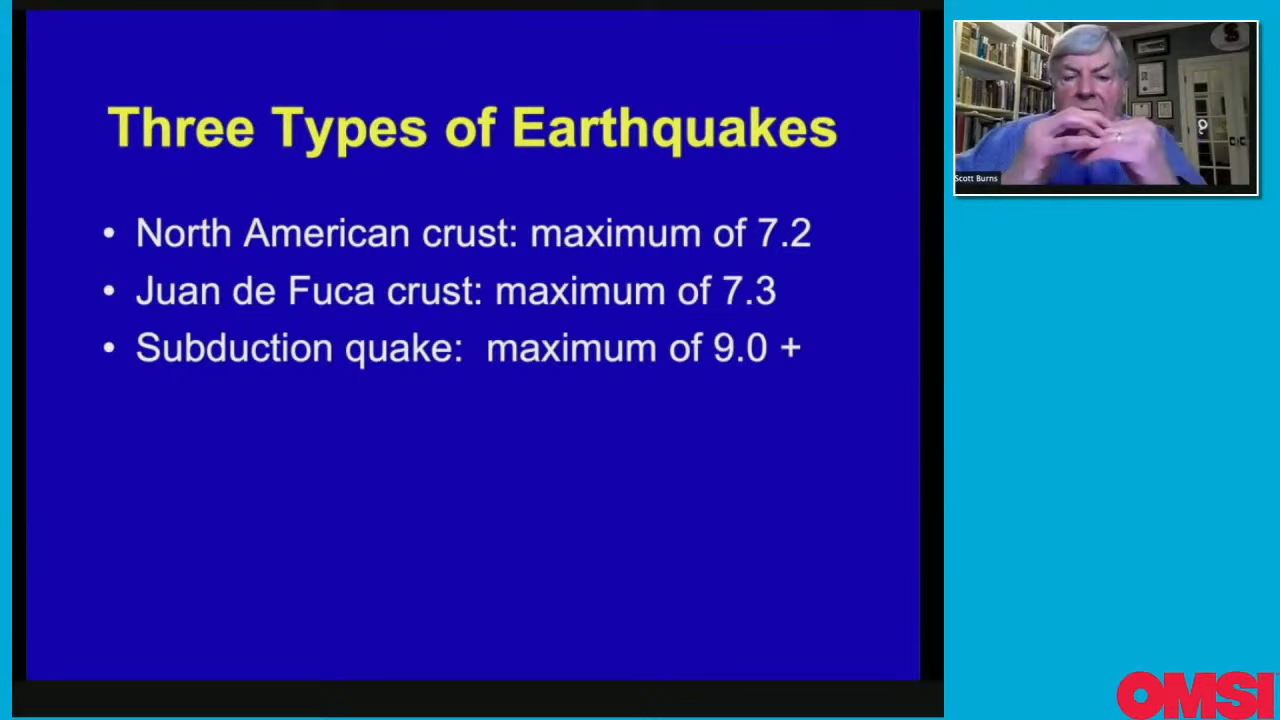 Three Types of Earthquakes
• North American crust: maximum of 7.2
• Juan de Fuca crust: maximum of 7.3
• Subduction quake:  maximum of 9.0 +
Scott Burns
OMSI